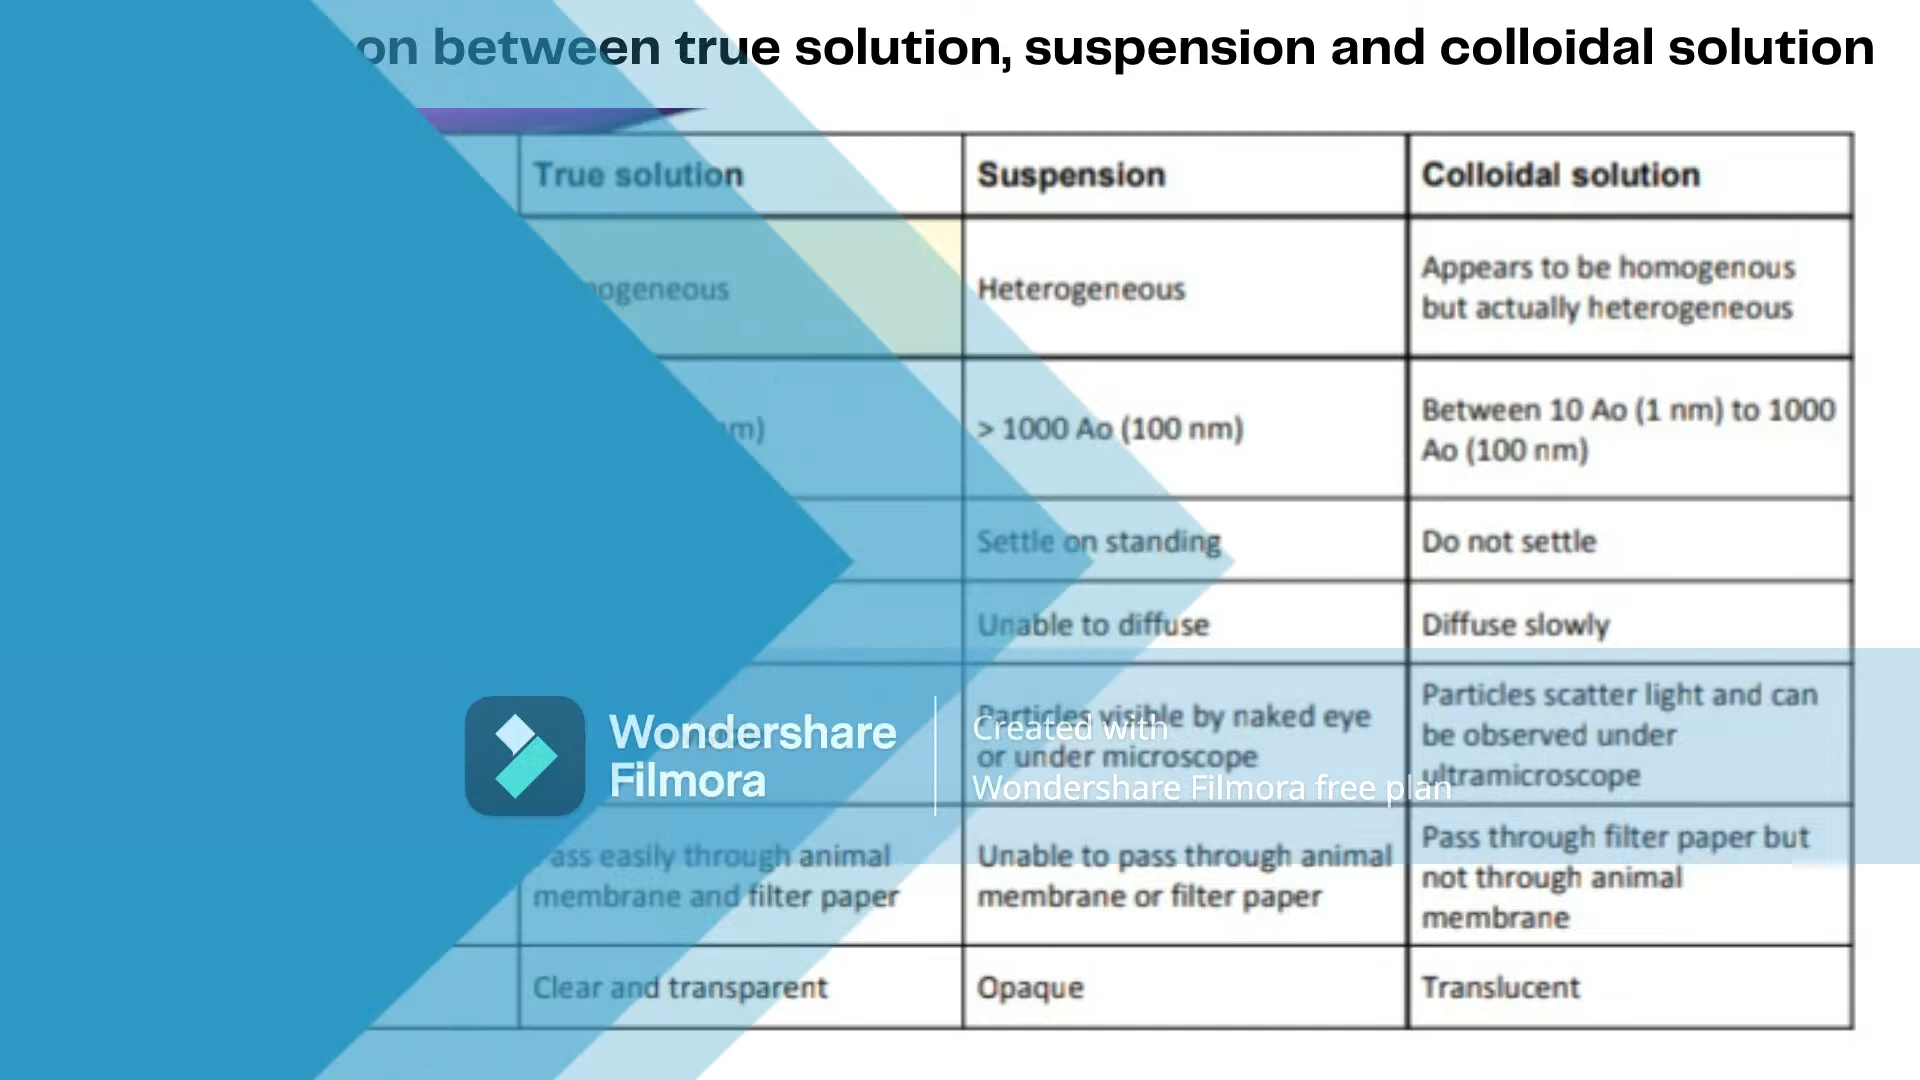 on between true solution, suspension and colloidal solution
True solution
Suspension
Colloidal solution
ogeneous
Heterogeneous
Appears to be homogenous
but actually heterogeneous
m)
> 1000 Ao (100 nm)
Between 10 Ao (1 nm) to 1000
Ao (100 nm)
Settle on standing
Do not settle
Unable to diffuse
Diffuse slowly
Particles visible by naked eye
or under microscope
Particles scatter light and can
be observed under
ultramicroscope
Wondershare
Filmora
Created with
Wondershare Filmora free plan
ass easily through animal
membrane and filter paper
Unable to pass through animal
membrane or filter paper
Pass through filter paper but
not through animal
membrane
Clear and transparent
Opaque
Translucent